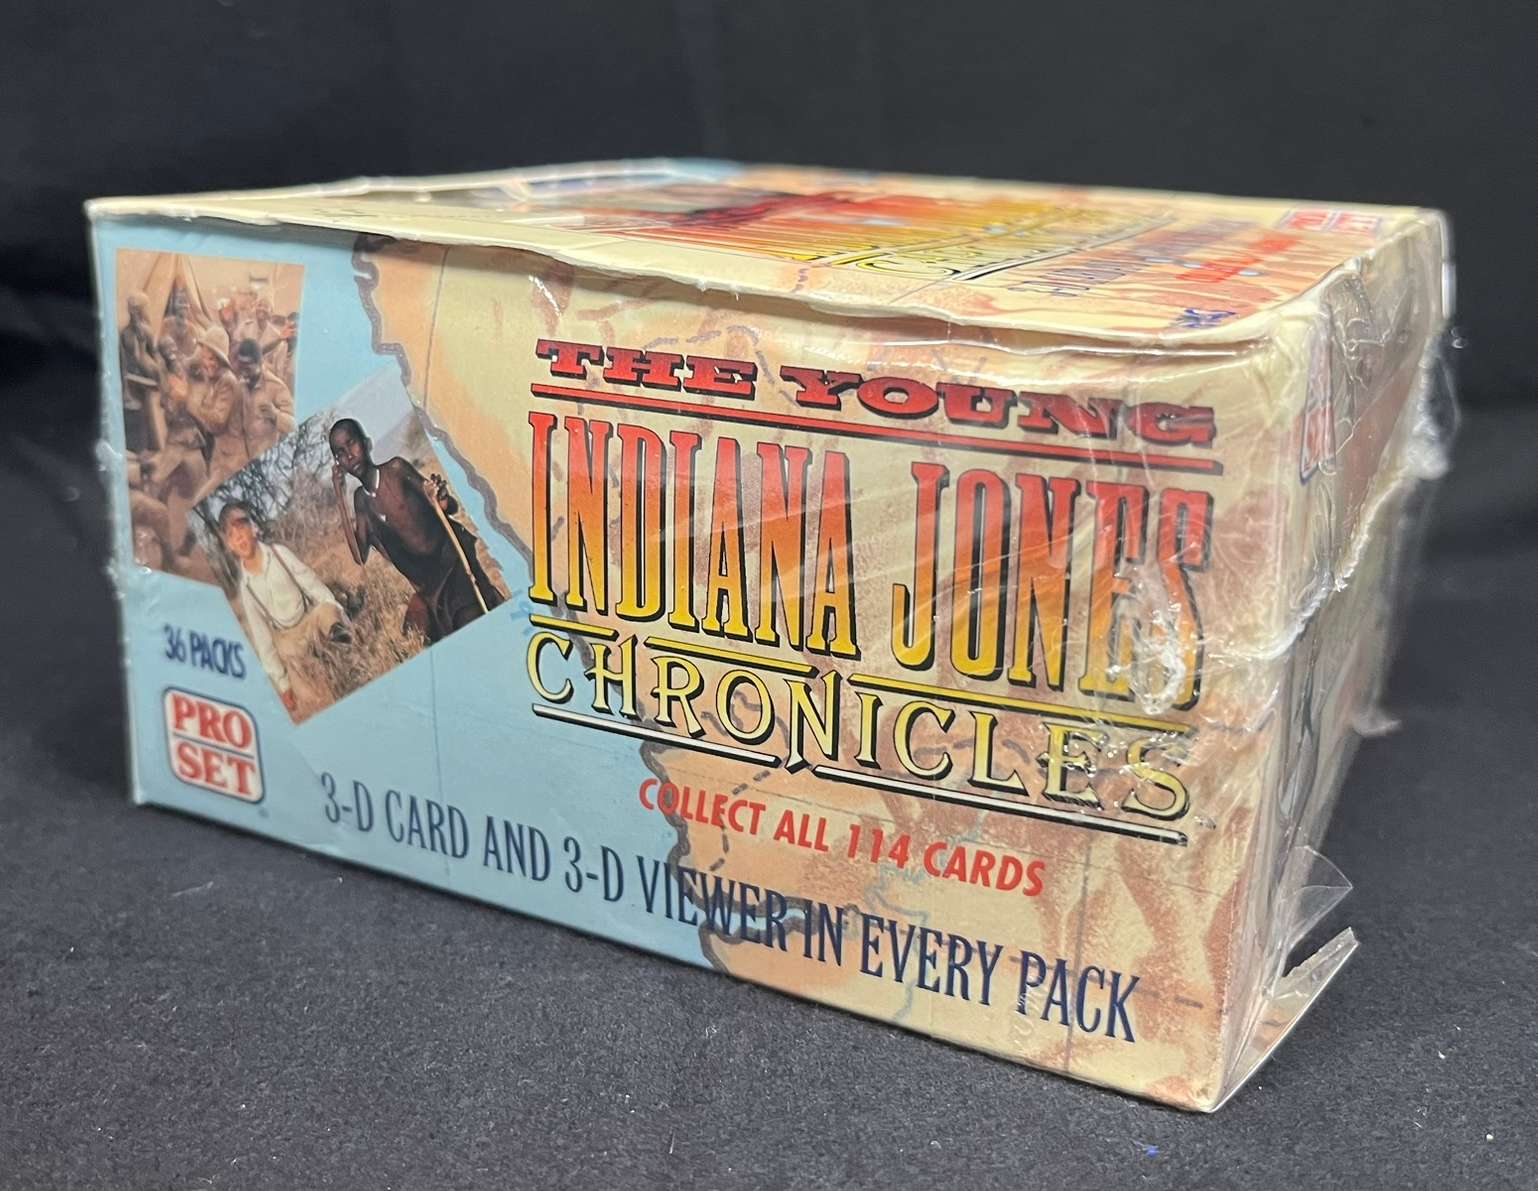 THE YOUNG
INDIANA JONES
CHRONICLES
36 PACKS
PRO
SET
COLLECT ALL 114 CARDS
3-D CARD AND 3-D VIEWER IN EVERY PACK